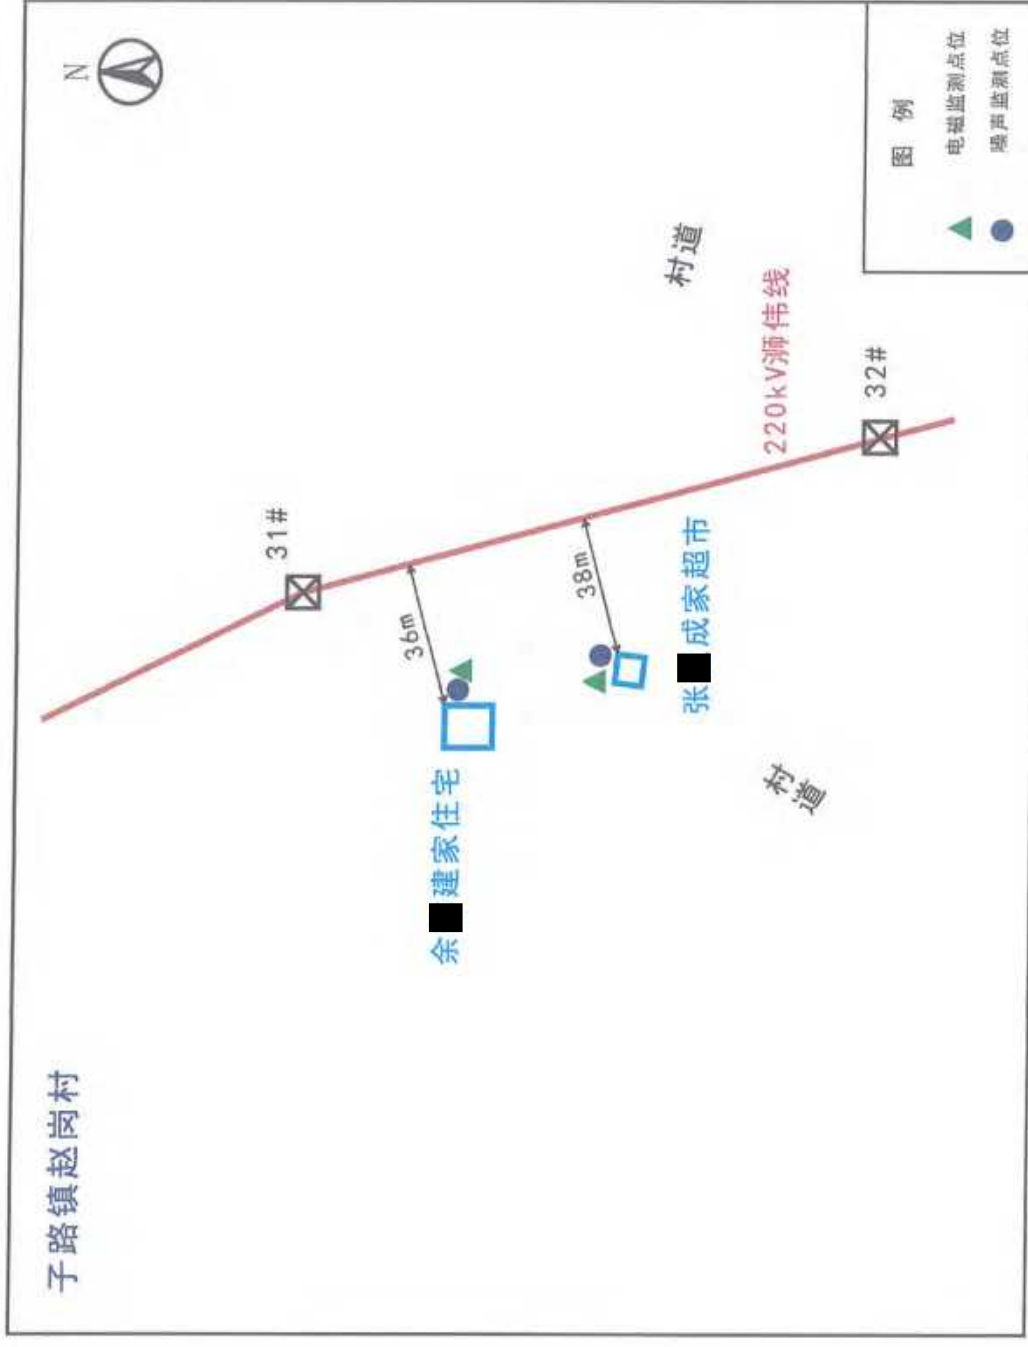 子路镇赵岗村
N
31#
36m
余
建家住宅
38m
张
成家超市
220kV浉伟线
32#
村道
村道
图 例
电磁监测点位
噪声监测点位